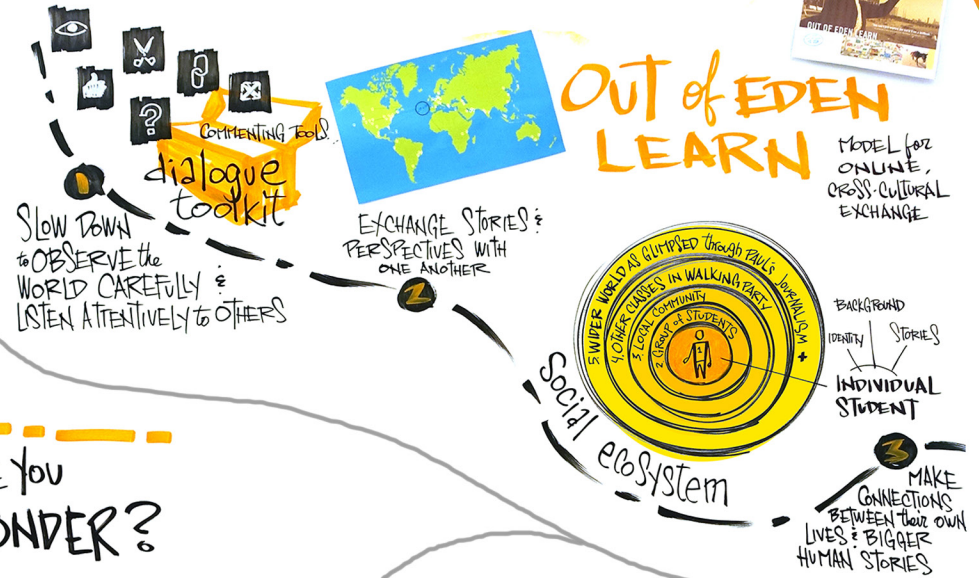 OUT OF EDEN LEARN
OUT of EDEN
LEARN
MODEL for
ONLINE,
CROSS-CULTURAL
EXCHANGE
?
COMMENTING TOOLS.
dialogue
toolkit
1
SLOW DOWN
to OBSERVE the
WORLD CAREFULLY &
LISTEN ATTENTIVELY to OTHERS
EXCHANGE STORIES &
PERSPECTIVES WITH
ONE ANOTHER
2
5 WIDER WORLD AS GLIMPSED through PAUL'S JOURNALISM +
4. OTHER CLASSES IN WALKING PARTY
3 LOCAL COMMUNITY
2 GROUP of STUDENTS
1
BACKGROUND
IDENTITY
STORIES
INDIVIDUAL
STUDENT
Social ecosystem
3
MAKE
CONNECTIONS
BETWEEN their OWN
LIVES & BIGGER
HUMAN STORIES
YOU
ONDER?